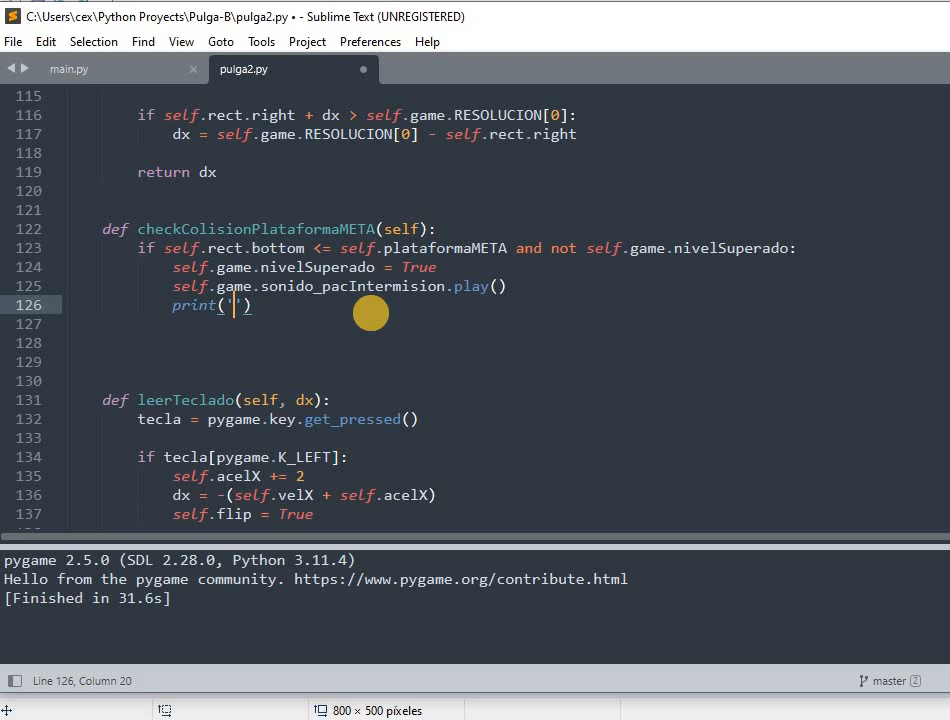 C:\Users\cex\Python Proyects\Pulga-B\pulga2.py • - Sublime Text (UNREGISTERED)
File Edit Selection Find View Goto Tools Project Preferences Help
main.py × pulga2.py
115
116 if self.rect.right + dx > self.game.RESOLUCION[0]:
117 dx = self.game.RESOLUCION[0] - self.rect.right
118
119 return dx
120
121
122 def checkColisionPlataformaMETA(self):
123 if self.rect.bottom <= self.plataformaMETA and not self.game.nivelSuperado:
124 self.game.nivelSuperado = True
125 self.game.sonido_pacIntermision.play()
126 print('')
127
128
129
130
131 def leerTeclado(self, dx):
132 tecla = pygame.key.get_pressed()
133
134 if tecla[pygame.K_LEFT]:
135 self.acelX += 2
136 dx = -(self.velX + self.acelX)
137 self.flip = True
pygame 2.5.0 (SDL 2.28.0, Python 3.11.4)
Hello from the pygame community. https://www.pygame.org/contribute.html
[Finished in 31.6s]
Line 126, Column 20 master 2
800 × 500 píxeles